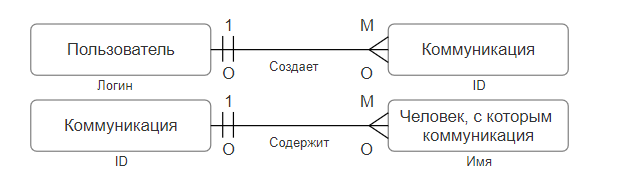 1 М
Пользователь Коммуникация
О Создает О
Логин ID
1 М
Коммуникация Человек, с которым
коммуникация
О Содержит О
ID Имя